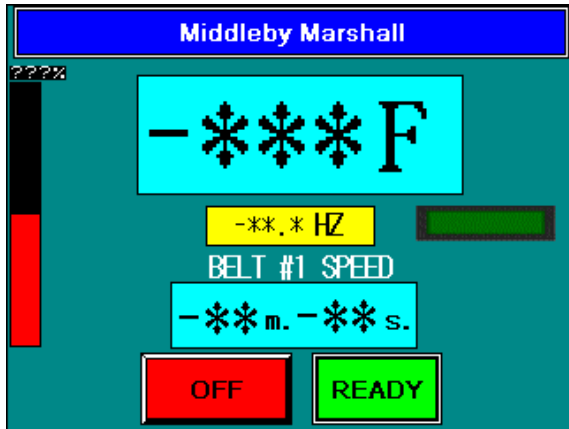 Middleby Marshall
???%
-***F
-**.* HZ
BELT #1 SPEED
-**m.-**s.
OFF
READY